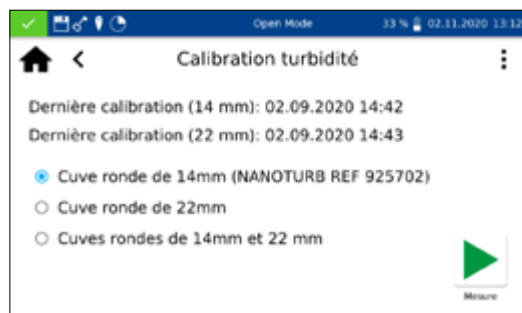 Open Mode
33 % 02.11.2020 13:12
Calibration turbidité
Dernière calibration (14 mm): 02.09.2020 14:42
Dernière calibration (22 mm): 02.09.2020 14:43
Cuve ronde de 14mm (NANOTURB REF 925702)
Cuve ronde de 22mm
Cuves rondes de 14mm et 22 mm
Mesure